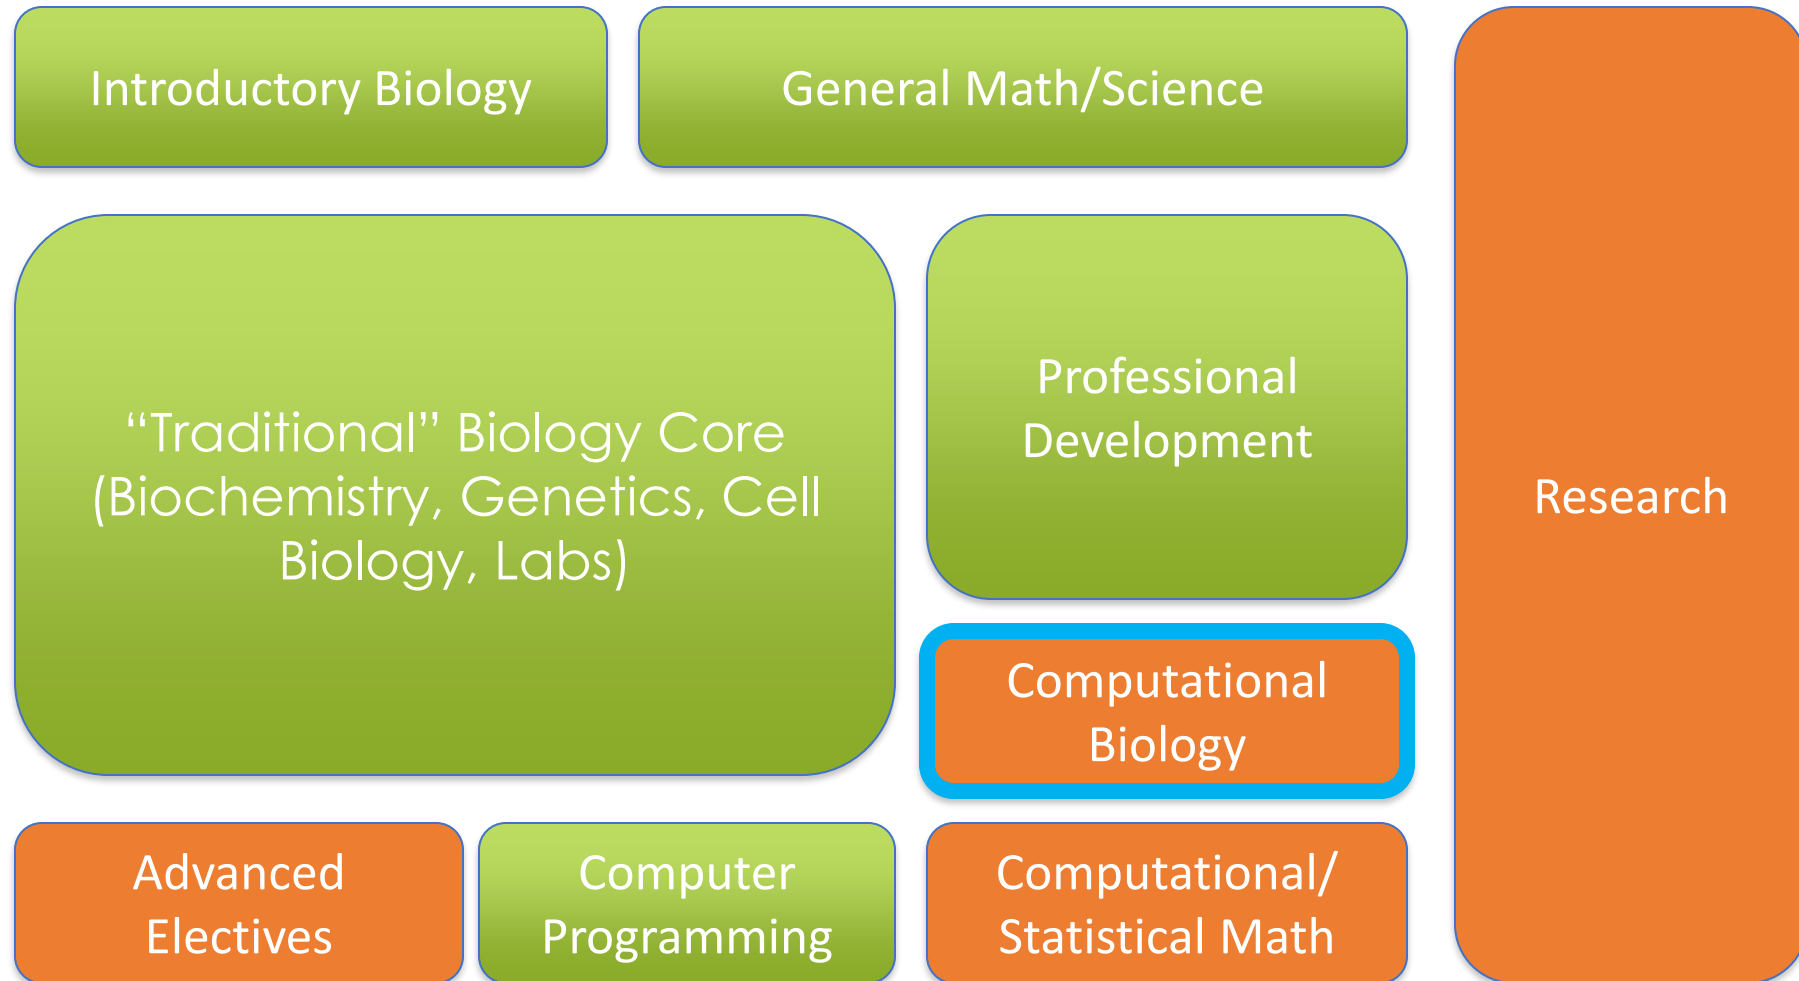 Introductory Biology
General Math/Science
“Traditional” Biology Core
(Biochemistry, Genetics, Cell
Biology, Labs)
Professional
Development
Computational
Biology
Research
Advanced
Electives
Computer
Programming
Computational/
Statistical Math